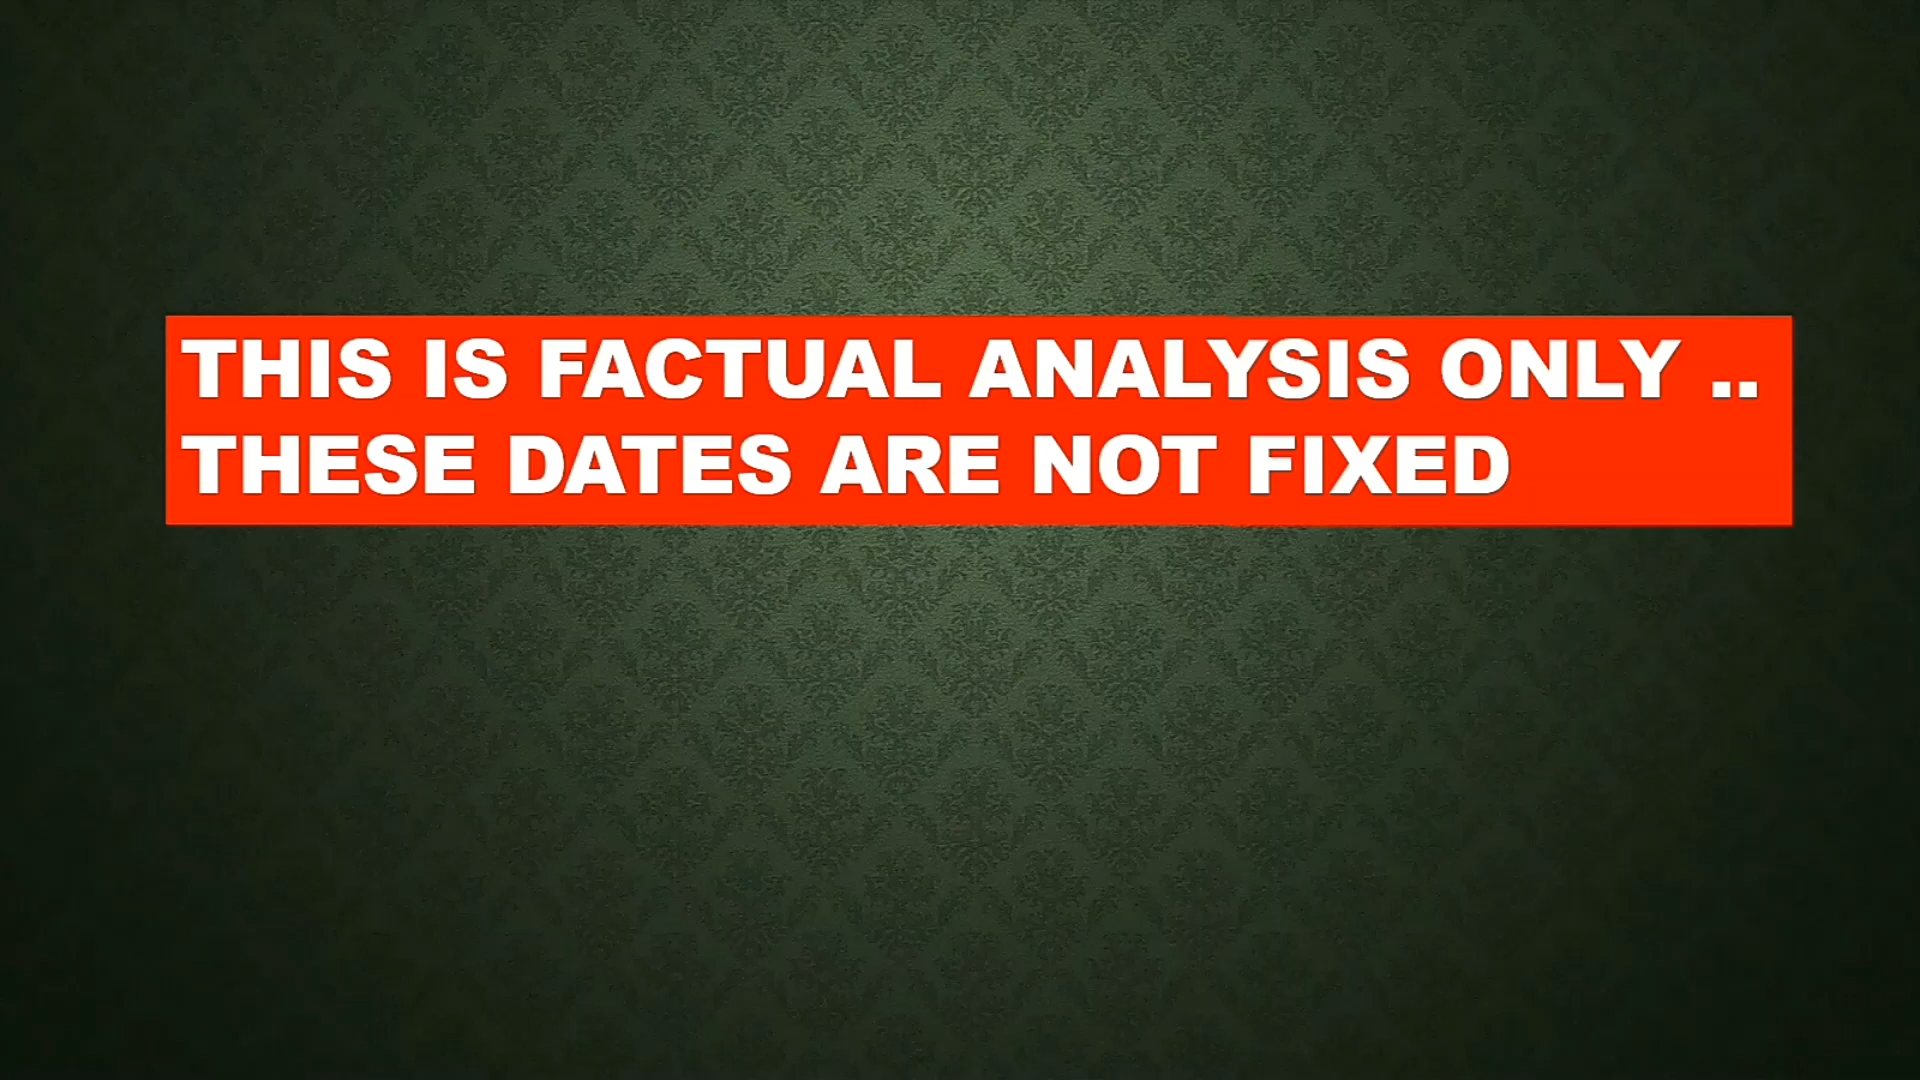 THIS IS FACTUAL ANALYSIS ONLY ..
THESE DATES ARE NOT FIXED